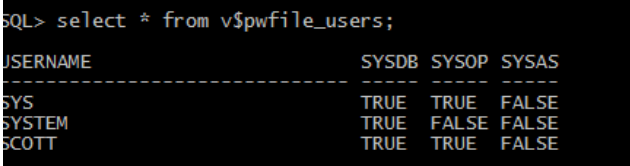 SQL> select * from v$pwfile_users;
USERNAME SYSDB SYSOP SYSAS
------------------------------ ----- ----- -----
SYS TRUE TRUE FALSE
SYSTEM TRUE FALSE FALSE
SCOTT TRUE TRUE FALSE